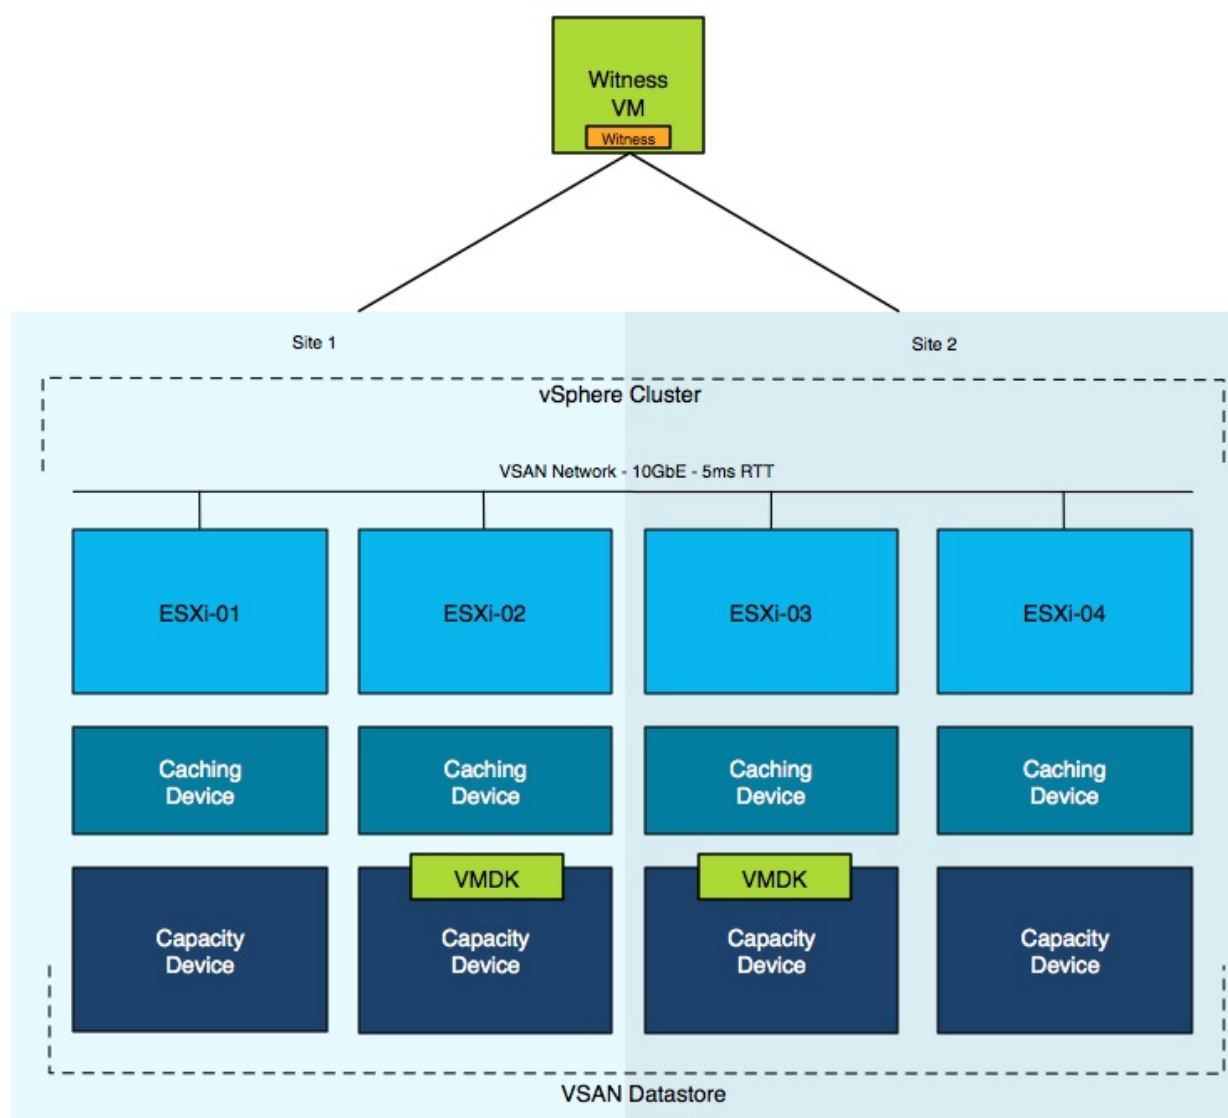 Witness
VM
Witness
Site 1
Site 2
vSphere Cluster
VSAN Network - 10GbE - 5ms RTT
ESXi-01
ESXi-02
ESXi-03
ESXi-04
Caching
Device
Caching
Device
Caching
Device
Caching
Device
VMDK
VMDK
Capacity
Device
Capacity
Device
Capacity
Device
Capacity
Device
VSAN Datastore